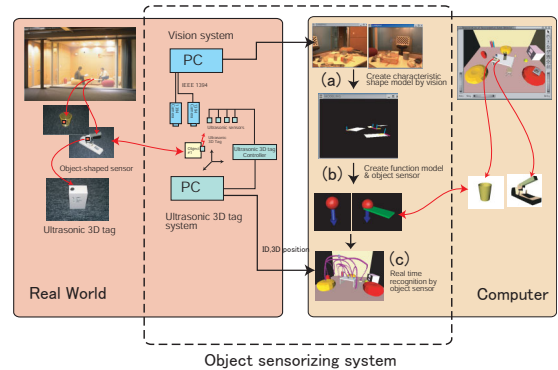 Vision system
PC
IEEE 1394
Ultrasonic sensors
Ultrasonic
3D Tag
Object
Ultrasonic 3D tag
Controller
Object-shaped sensor
PC
Ultrasonic 3D tag
Ultrasonic 3D tag
system
ID,3D position
Real World
(a)
Create characteristic
shape model by vision
(b)
Create function model
& object sensor
(c)
Real time
recognition by
object sensor
Computer
Object sensorizing system